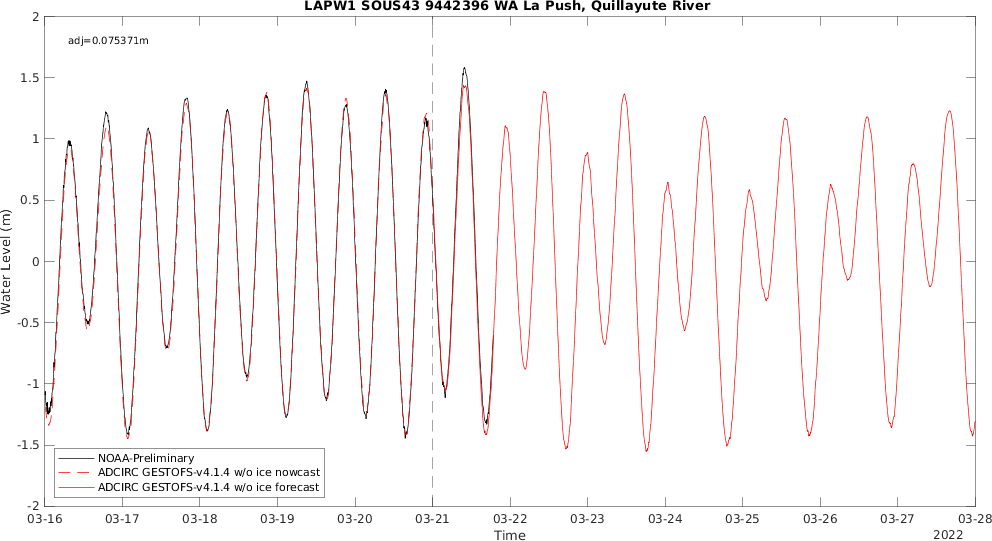 LAPW1 SOUS43 9442396 WA La Push, Quillayute River
adj=0.075371m
2
1.5
1
0.5
0
-0.5
-1
-1.5
-2
Water Level (m)
NOAA-Preliminary
ADCIRC GESTOFS-v4.1.4 w/o ice nowcast
ADCIRC GESTOFS-v4.1.4 w/o ice forecast
03-16 03-17 03-18 03-19 03-20 03-21 03-22 03-23 03-24 03-25 03-26 03-27 03-28
Time
2022